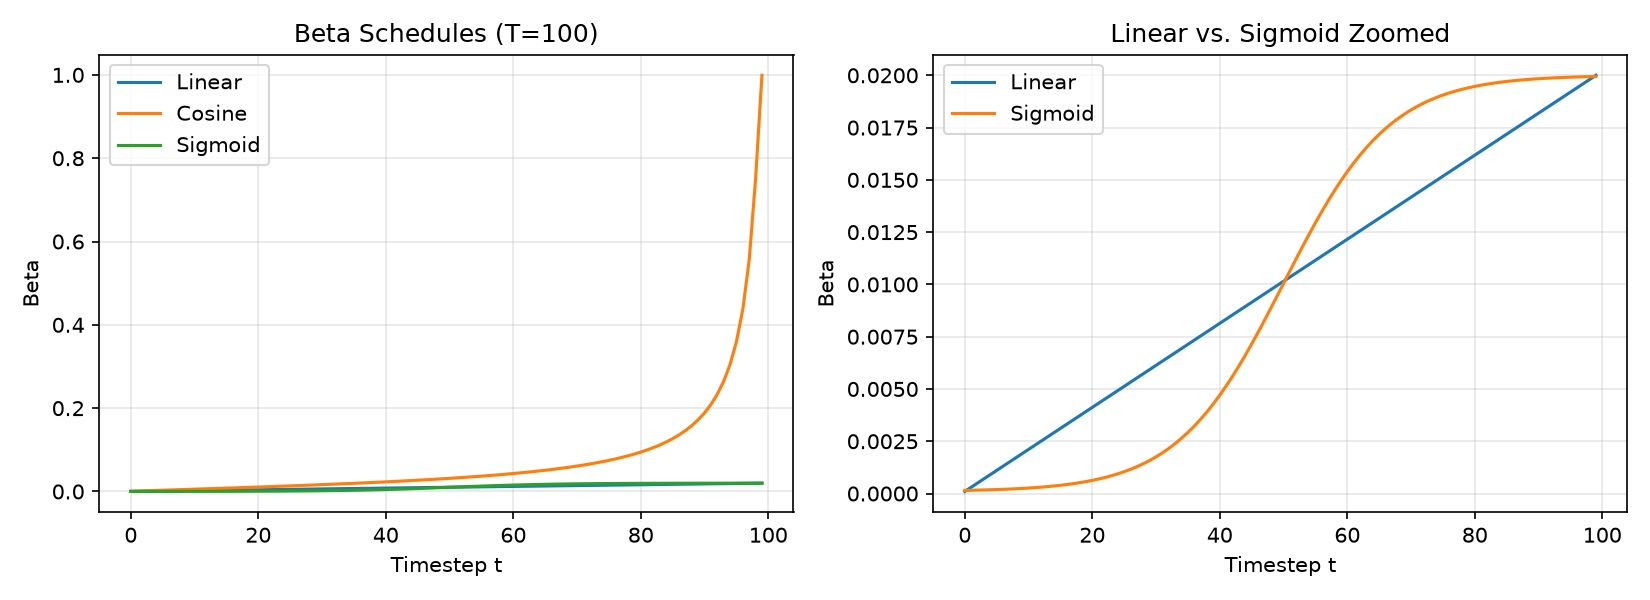 Beta Schedules (T=100)
Linear
Cosine
Sigmoid
1.0
0.8
0.6
0.4
0.2
0.0
Beta
0 20 40 60 80 100
Timestep t
Linear vs. Sigmoid Zoomed
Linear
Sigmoid
0.0200
0.0175
0.0150
0.0125
0.0100
0.0075
0.0050
0.0025
0.0000
Beta
0 20 40 60 80 100
Timestep t